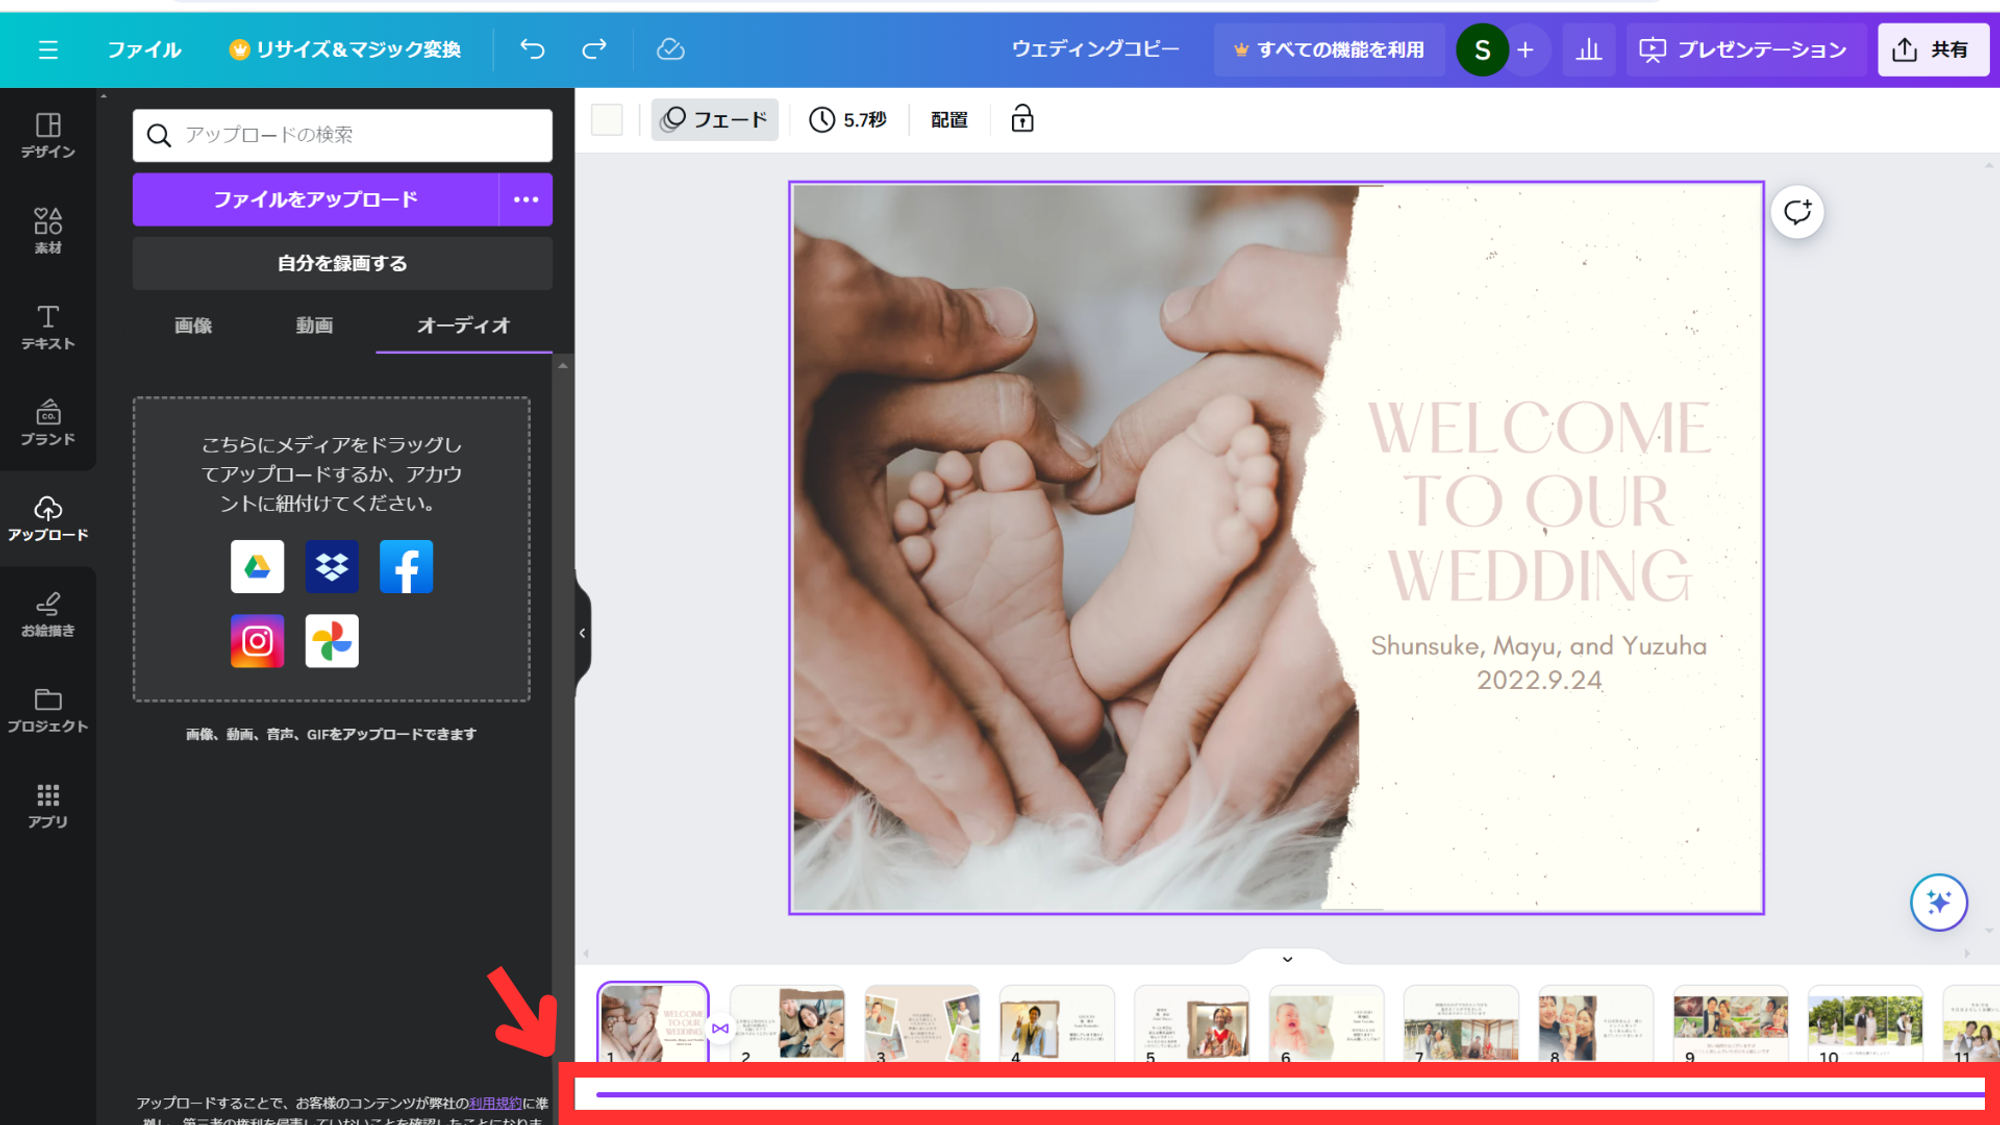 ファイル
リサイズ＆マジック変換
ウェディングコピー
すべての機能を利用
S
プレゼンテーション
共有
デザイン
素材
テキスト
CO.
ブランド
アップロード
お絵描き
プロジェクト
アプリ
アップロードの検索
ファイルをアップロード
自分を録画する
画像
動画
オーディオ
こちらにメディアをドラッグし
てアップロードするか、アカウ
ントに紐付けてください。
画像、動画、音声、GIFをアップロードできます
アップロードすることで、お客様のコンテンツが弊社の利用規約に準
拠し、第三者の権利を侵害していないことを確認したことになりま
フェード
5.7秒
配置
WELCOME
TO OUR
WEDDING
Shunsuke, Mayu, and Yuzuha
2022.9.24
WELCOME
TO OUR
WEDDING
1
2
3
4
5
6
7
8
9
10
11